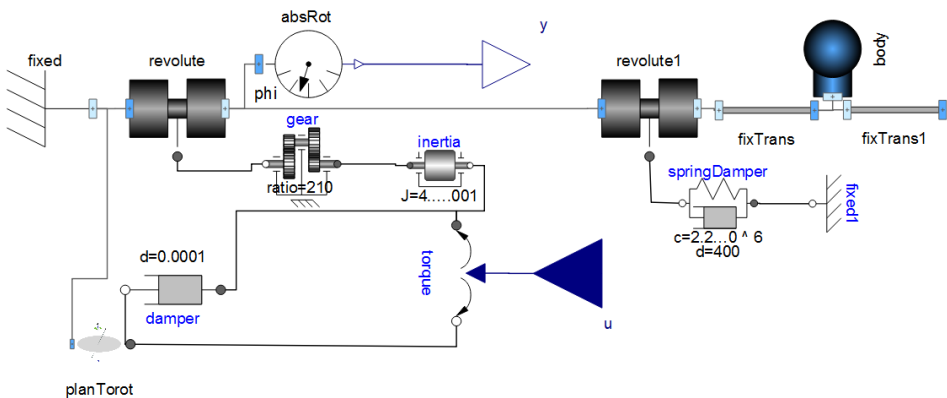 absRot
y
fixed
revolute
revolute1
body
phi
gear
inertia
fixTrans
fixTrans1
springDamper
ratio=210
J=4.....001
fixed1
c=2.2...0 ^ 6
d=400
d=0.0001
torque
damper
u
planTorot